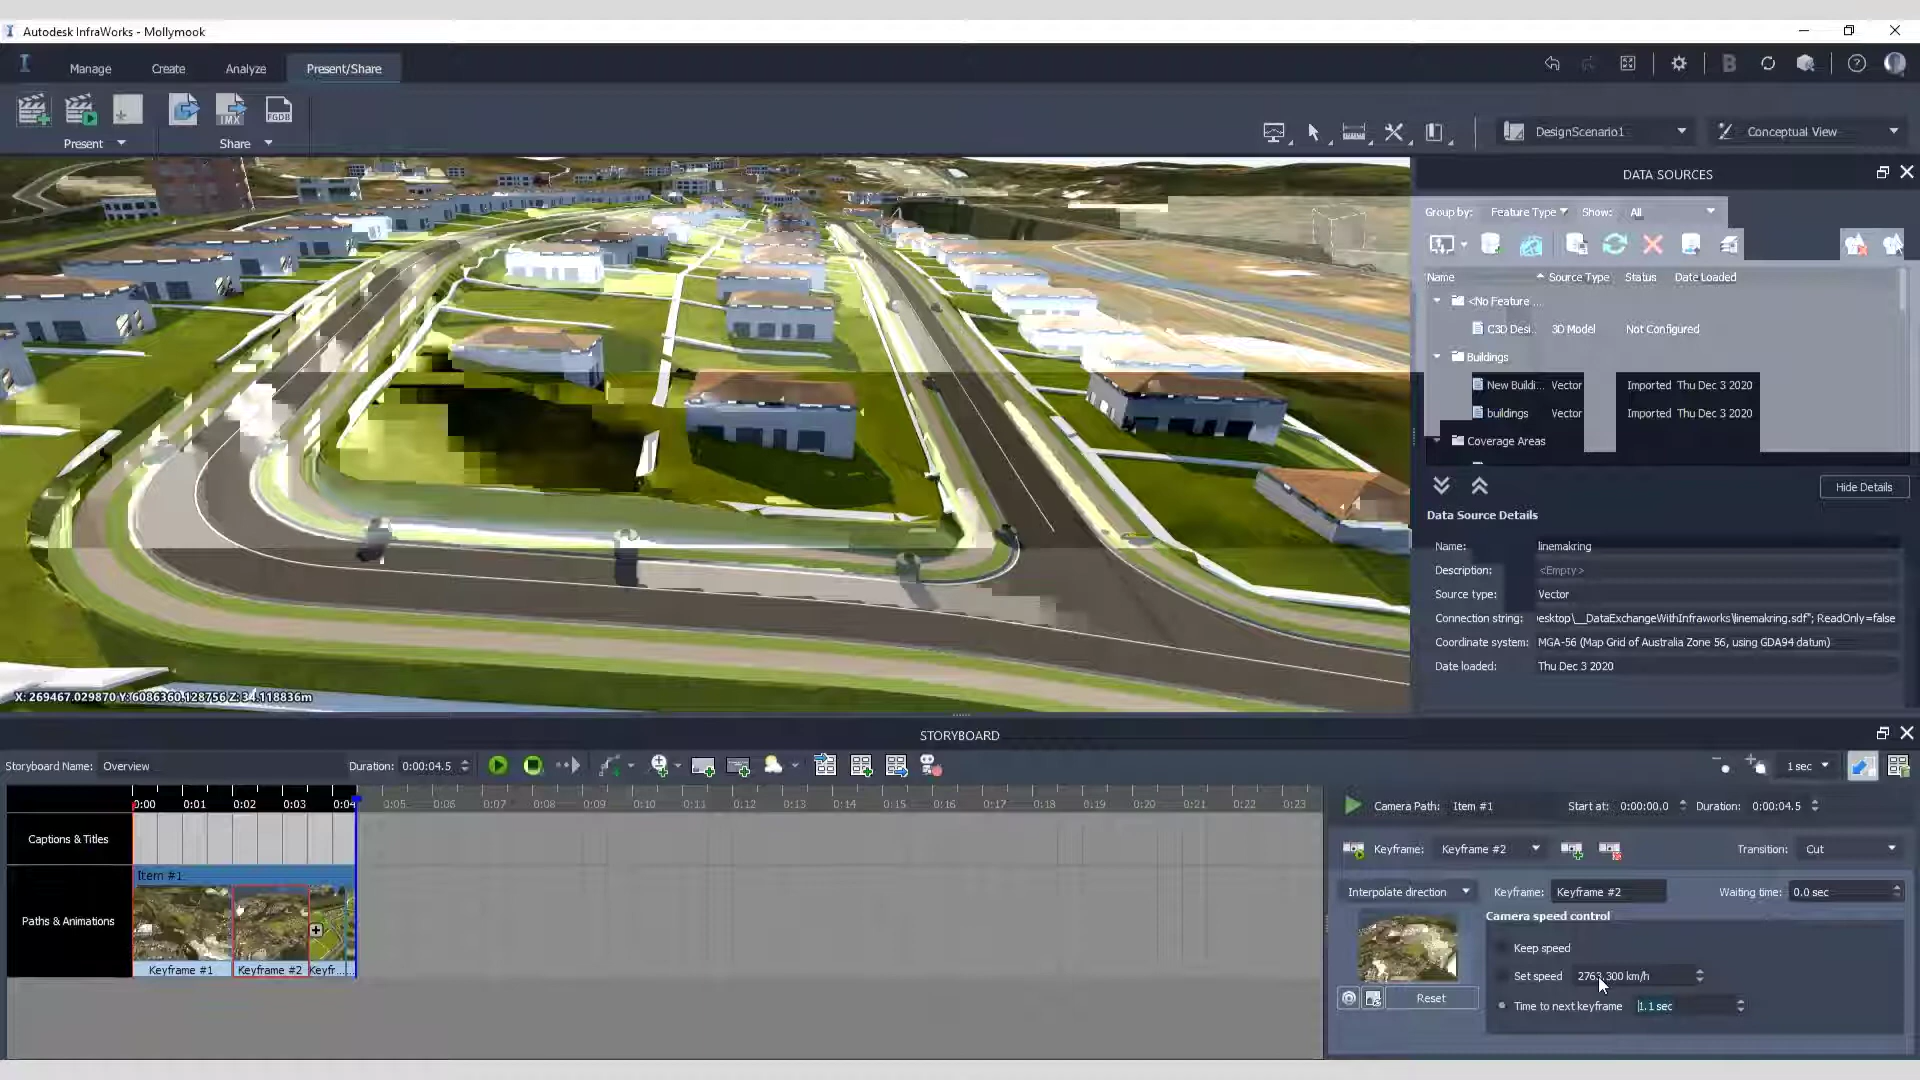 Autodesk InfraWorks - Mollymook
Manage Create Analyze Present/Share
IMX FGDB
Present Share
DesignScenario1 Conceptual View
DATA SOURCES
Group by: Feature Type Show: All
Name Source Type Status Date Loaded
<No Feature ...
C3D Desi... 3D Model Not Configured
Buildings
New Buildi... Vector Imported Thu Dec 3 2020
buildings Vector Imported Thu Dec 3 2020
Coverage Areas
Hide Details
Data Source Details
Name: linemakring
Description: <Empty>
Source type: Vector
Connection string: esktop\__DataExchangeWithInfraworks\linemakring.sdf"; ReadOnly=false
Coordinate system: MGA-56 (Map Grid of Australia Zone 56, using GDA94 datum)
Date loaded: Thu Dec 3 2020
X: 269467.029870 Y:6086360.128756 Z: 34.118836m
STORYBOARD
Storyboard Name: Overview Duration: 0:00:04.5 1 sec
0:00 0:01 0:02 0:03 0:04 0:05 0:06 0:07 0:08 0:09 0:10 0:11 0:12 0:13 0:14 0:15 0:16 0:17 0:18 0:19 0:20 0:21 0:22 0:23
Captions & Titles
Item #1
Paths & Animations
Keyframe #1 Keyframe #2 Keyfr...
Camera Path: Item #1 Start at: 0:00:00.0 Duration: 0:00:04.5
Keyframe: Keyframe #2 Transition: Cut
Interpolate direction Keyframe: Keyframe #2 Waiting time: 0.0 sec
Camera speed control
Keep speed
Set speed 2763.300 km/h
Reset
Time to next keyframe 1.1 sec